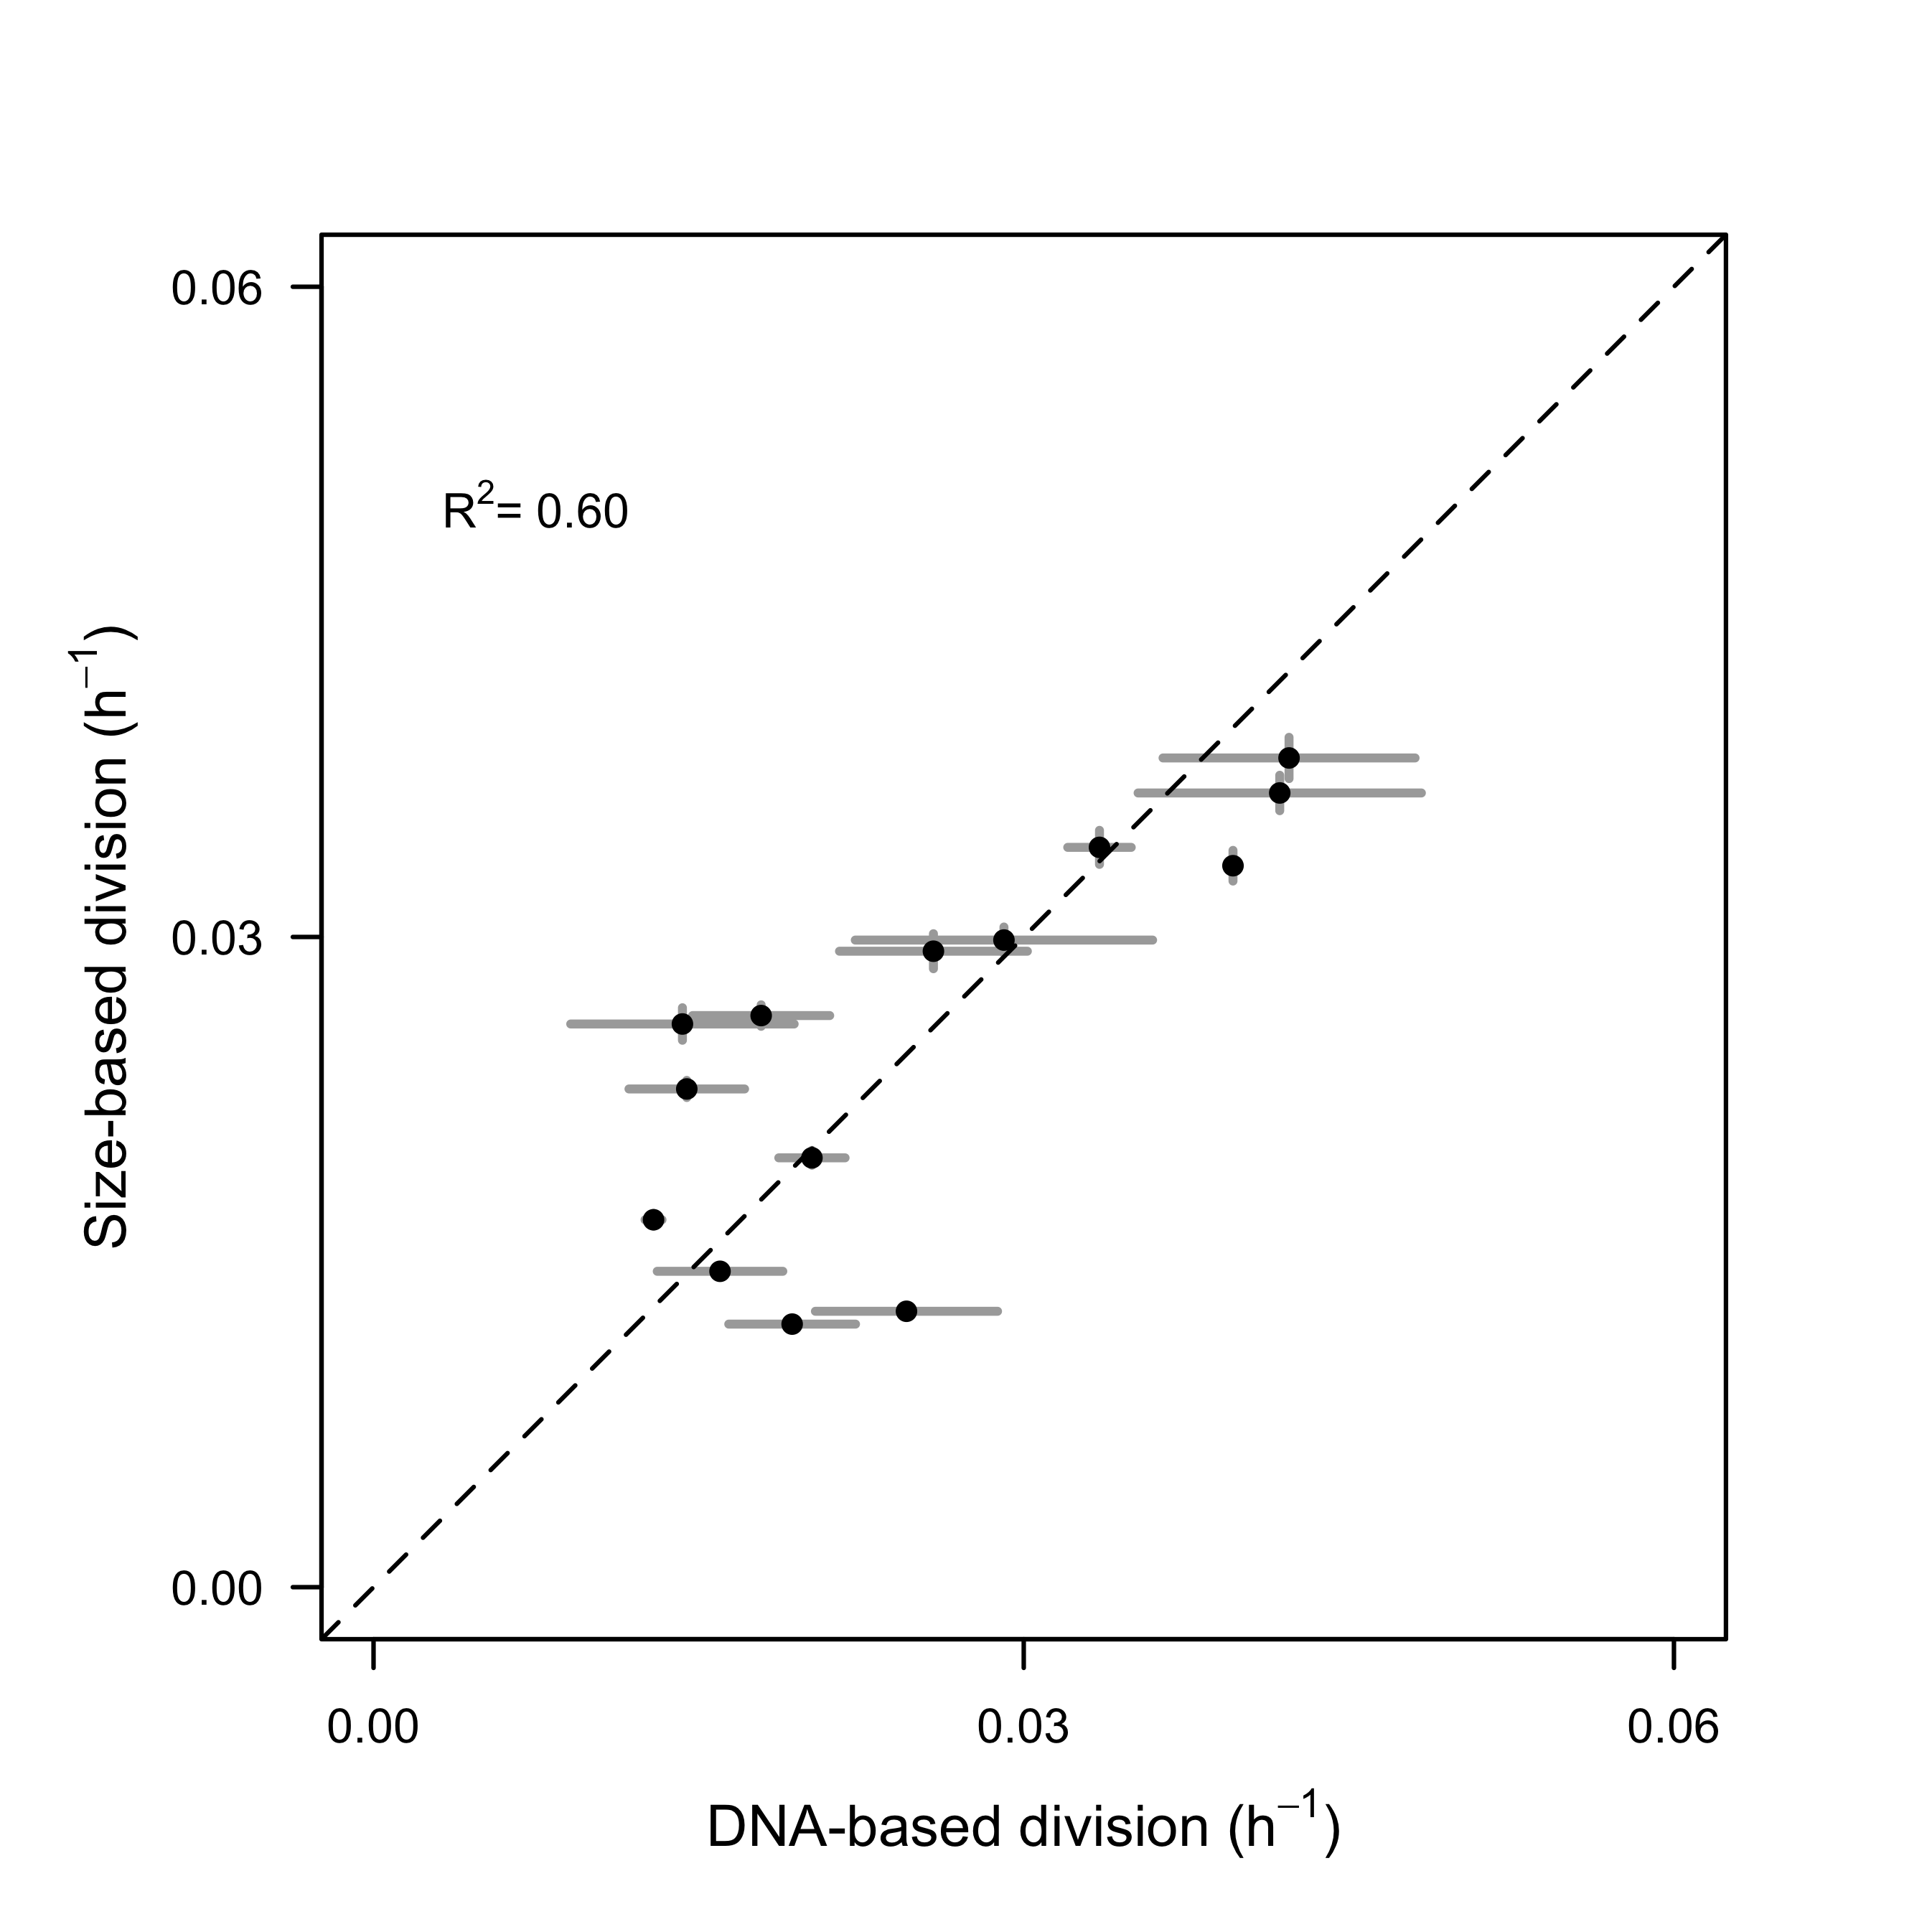 0.06
R²= 0.60
Size-based division (h⁻¹)
0.03
0.00
0.00 0.03 0.06
DNA-based division (h⁻¹)